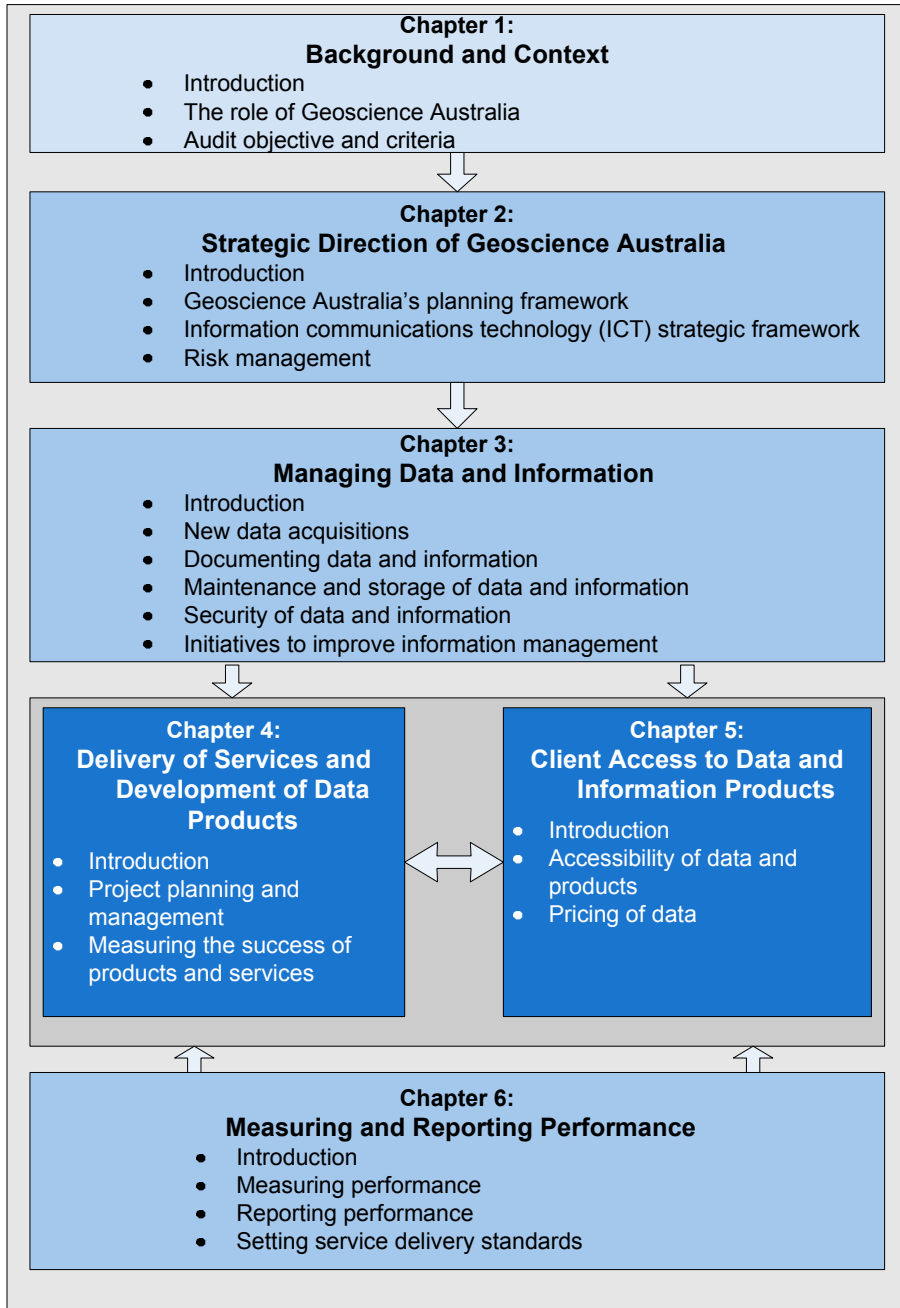 Chapter 1:
Background and Context
• Introduction
• The role of Geoscience Australia
• Audit objective and criteria
Chapter 2:
Strategic Direction of Geoscience Australia
• Introduction
• Geoscience Australia's planning framework
• Information communications technology (ICT) strategic framework
• Risk management
Chapter 3:
Managing Data and Information
• Introduction
• New data acquisitions
• Documenting data and information
• Maintenance and storage of data and information
• Security of data and information
• Initiatives to improve information management
Chapter 4:
Delivery of Services and
Development of Data
Products
• Introduction
• Project planning and
management
• Measuring the success of
products and services
Chapter 5:
Client Access to Data and
Information Products
• Introduction
• Accessibility of data and
products
• Pricing of data
Chapter 6:
Measuring and Reporting Performance
• Introduction
• Measuring performance
• Reporting performance
• Setting service delivery standards